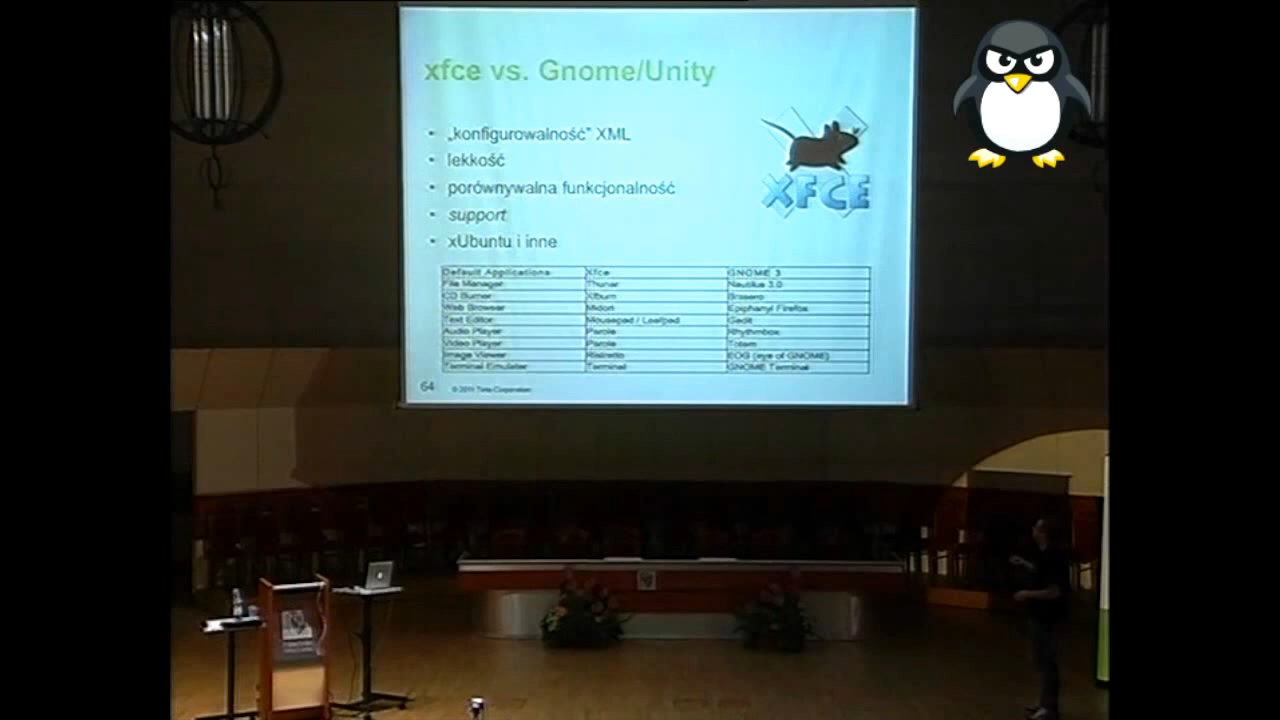 xfce vs. Gnome/Unity
• „konfigurowalność” XML
• lekkość
• porównywalna funkcjonalność
• support
• xUbuntu i inne
XFCE
Default Applications Xfce GNOME 3
File Manager Thunar Nautilus 3.0
CD Burner Xfburn Brasero
Web Browser Midori Epiphany/ Firefox
Text Editor Mousepad / Leafpad Gedit
Audio Player Parole Rhythmbox
Video Player Parole Totem
Image Viewer Ristretto EOG (eye of GNOME)
Terminal Emulator Terminal GNOME Terminal
64